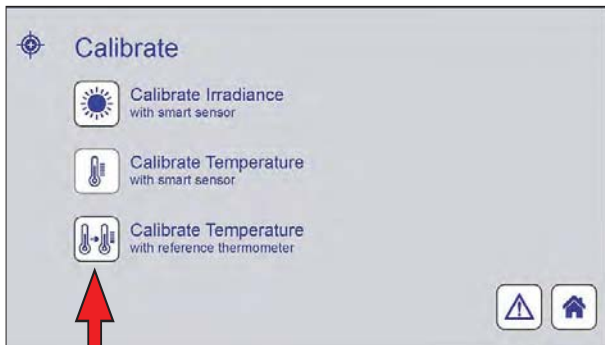 Calibrate
Calibrate Irradiance
with smart sensor
Calibrate Temperature
with smart sensor
Calibrate Temperature
with reference thermometer